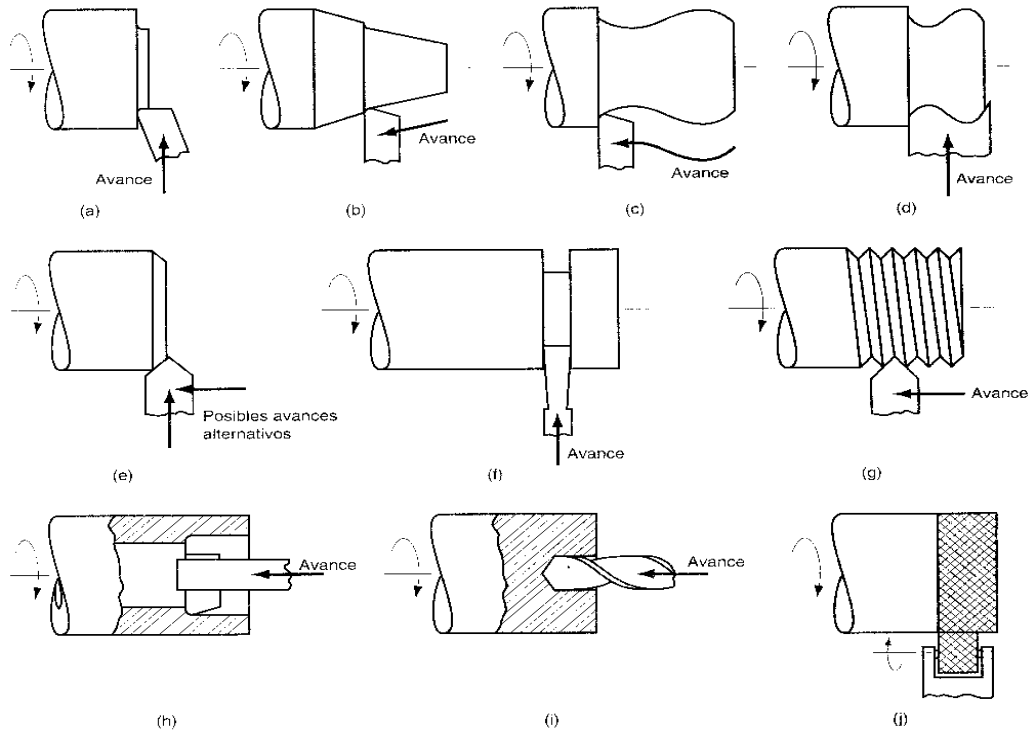 Avance
(a)
Avance
(b)
Avance
(c)
Avance
(d)
Posibles avances
alternativos
(e)
Avance
(f)
Avance
(g)
Avance
(h)
Avance
(i)
(j)